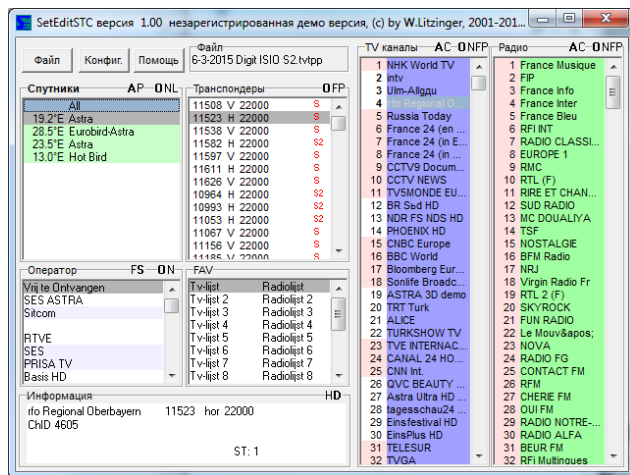 SetEditSTC версия 1.00 незарегистрированная демо версия, (c) by W.Litzinger, 2001-201...
Файл
Конфиг.
Помощь
Файл
6-3-2015 Digit ISIO S2.tvtpp
Спутники AP ONL
All
19.2°E Astra
28.5°E Eurobird-Astra
23.5°E Astra
13.0°E Hot Bird
Транспондеры OFP
11508 V 22000 S
11523 H 22000 S
11538 V 22000 S
11582 H 22000 S2
11597 V 22000 S
11611 H 22000 S
11626 V 22000 S
10964 H 22000 S2
10993 H 22000 S2
11053 H 22000 S2
11067 V 22000 S
11156 V 22000 S
11185 V 22000 S
Оператор FS ON
Vrij te Ontvangen
SES ASTRA
Sitcom
RTVE
SES
PRISA TV
Basis HD
FAV
Tv-lijst Radiolijst
Tv-lijst 2 Radiolijst 2
Tv-lijst 3 Radiolijst 3
Tv-lijst 4 Radiolijst 4
Tv-lijst 5 Radiolijst 5
Tv-lijst 6 Radiolijst 6
Tv-lijst 7 Radiolijst 7
Tv-lijst 8 Radiolijst 8
Информация HD
rfo Regional Oberbayern 11523 hor 22000
ChID 4605
ST: 1
TV каналы AC ONFP
1 NHK World TV
2 intv
3 Ulm-Allgдu
4 rfo Regional O...
5 Russia Today
6 France 24 (en ...
7 France 24 (in E...
8 France 24 (in ...
9 CCTV9 Docum...
10 CCTV NEWS
11 TV5MONDE EU...
12 BR Sьd HD
13 NDR FS NDS HD
14 PHOENIX HD
15 CNBC Europe
16 BBC World
17 Bloomberg Eur...
18 Sonlife Broadc...
19 ASTRA 3D demo
20 TRT Turk
21 ALICE
22 TURKSHOW TV
23 TVE INTERNAC...
24 CANAL 24 HO...
25 CNN Int.
26 QVC BEAUTY ...
27 Astra Ultra HD ...
28 tagesschau24 ...
29 Einsfestival HD
30 EinsPlus HD
31 TELESUR
32 TVGA
Радио AC ONFP
1 France Musique
2 FIP
3 France Info
4 France Inter
5 France Bleu
6 RFI INT
7 RADIO CLASSI...
8 EUROPE 1
9 RMC
10 RTL (F)
11 RIRE ET CHAN...
12 SUD RADIO
13 MC DOUALIYA
14 TSF
15 NOSTALGIE
16 BFM Radio
17 NRJ
18 Virgin Radio Fr
19 RTL 2 (F)
20 SKYROCK
21 FUN RADIO
22 Le Mouv&apos;
23 NOVA
24 RADIO FG
25 CONTACT FM
26 RFM
27 CHERIE FM
28 OUI FM
29 RADIO NOTRE-...
30 RADIO ALFA
31 BEUR FM
32 RFi Multingues